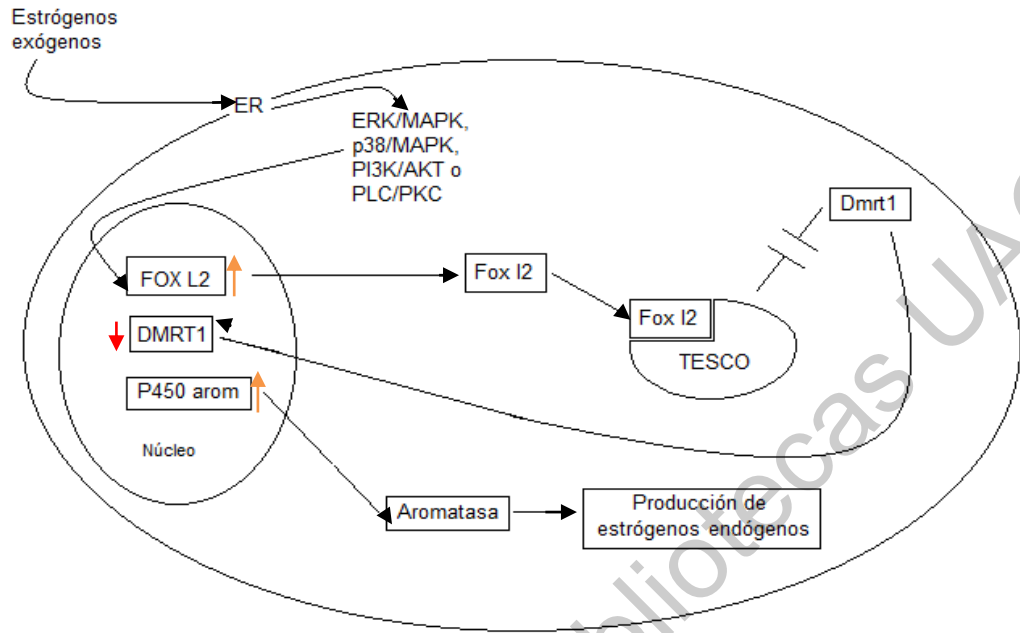 Estrógenos
exógenos
ER
ERK/MAPK,
p38/MAPK,
PI3K/AKT o
PLC/PKC
Dmrt1
FOX L2
Fox l2
Fox l2
DMRT1
TESCO
P450 arom
Núcleo
Aromatasa
Producción de
estrógenos endógenos